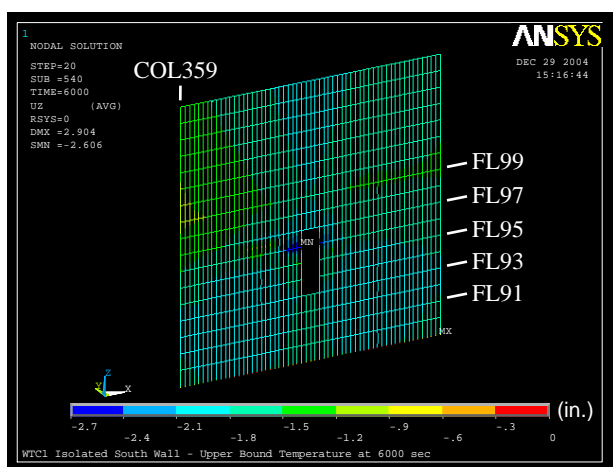 1
NODAL SOLUTION
STEP=20
SUB =540
TIME=6000
UZ (AVG)
RSYS=0
DMX =2.904
SMN =-2.606
ANSYS
DEC 29 2004
15:16:44
COL359
FL99
FL97
FL95
FL93
FL91
MN
MX
Z
Y
X
(in.)
-2.7 -2.1 -1.5 -.9 -.3
-2.4 -1.8 -1.2 -.6 0
WTC1 Isolated South Wall - Upper Bound Temperature at 6000 sec